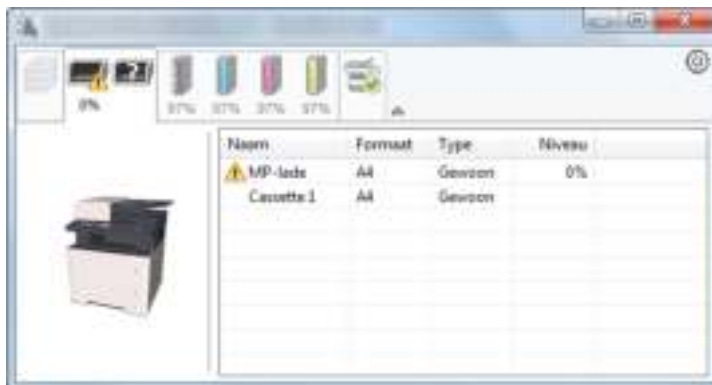 0%
97% 97% 97% 97%
Naam Formaat Type Niveau
MP-lade A4 Gewoon 0%
Cassette 1 A4 Gewoon